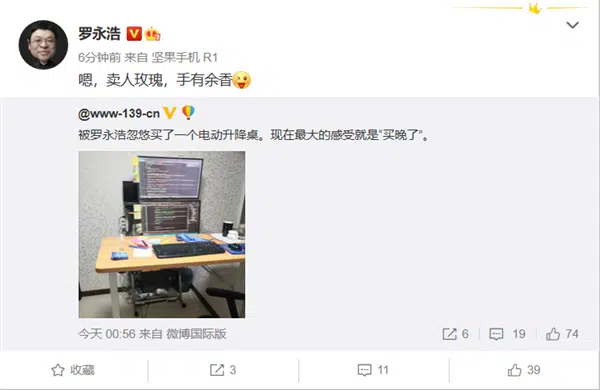 罗永浩
6分钟前 来自 坚果手机 R1
嗯，卖人玫瑰，手有余香
@www-139-cn
被罗永浩忽悠买了一个电动升降桌。现在最大的感受就是“买晚了”。
今天 00:56 来自 微博国际版
6 19 74
收藏 3 11 39